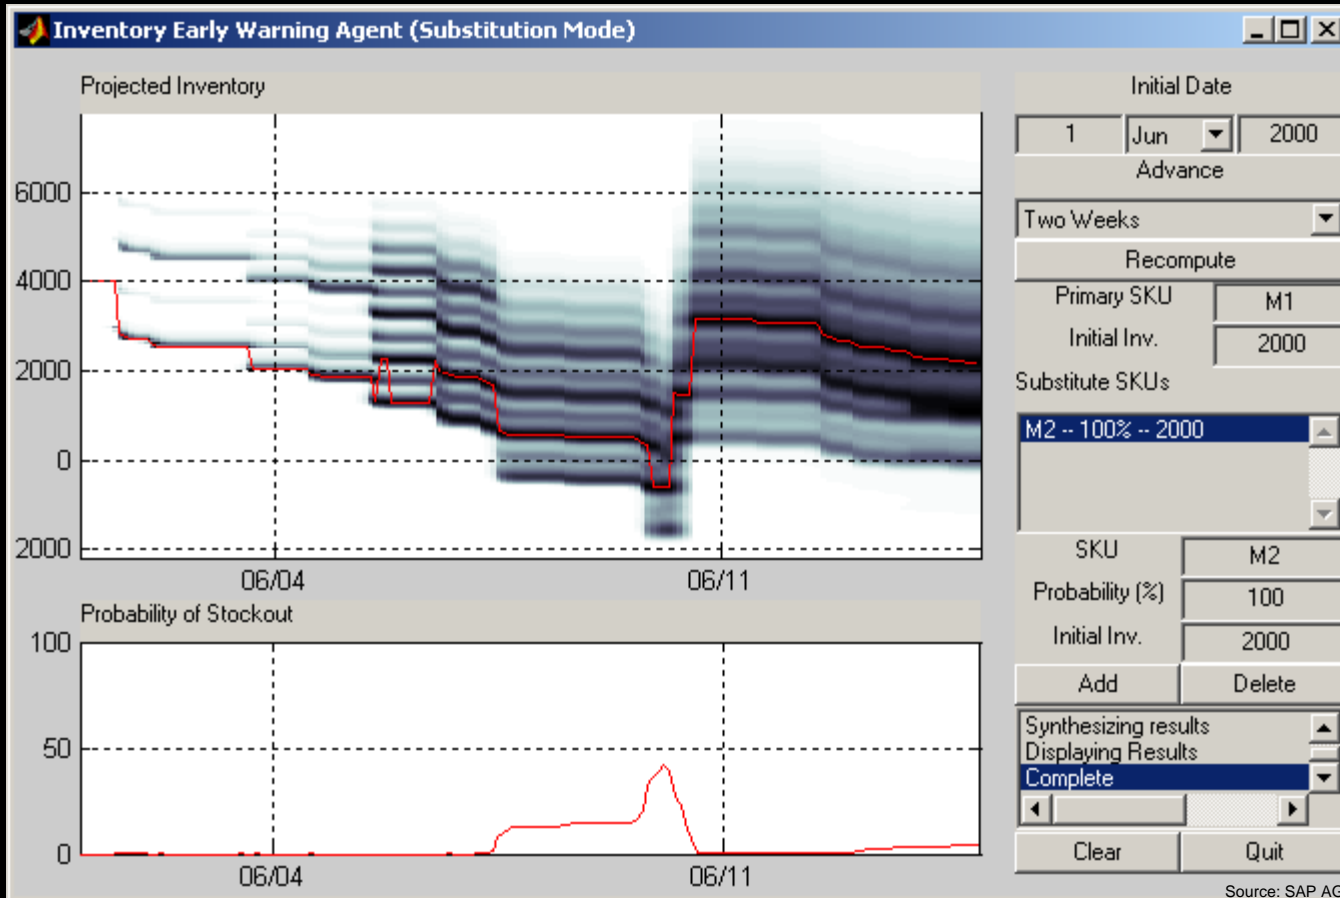 Inventory Early Warning Agent (Substitution Mode)
Projected Inventory
6000
4000
2000
0
2000
06/04 06/11
Probability of Stockout
100
50
0
06/04 06/11
Initial Date
1 Jun 2000
Advance
Two Weeks
Recompute
Primary SKU M1
Initial Inv. 2000
Substitute SKUs
M2 -- 100% -- 2000
SKU M2
Probability (%) 100
Initial Inv. 2000
Add Delete
Synthesizing results
Displaying Results
Complete
Clear Quit
Source: SAP AG